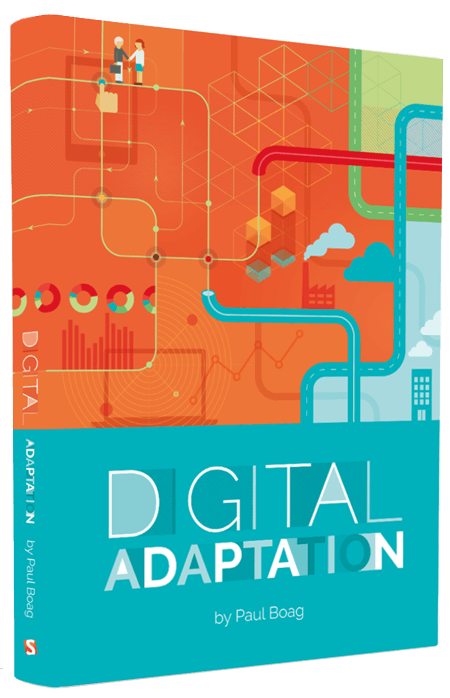 DIGITAL
ADAPTATION
by Paul Boag
DIGITAL
ADAPTATION
by Paul Boag
S